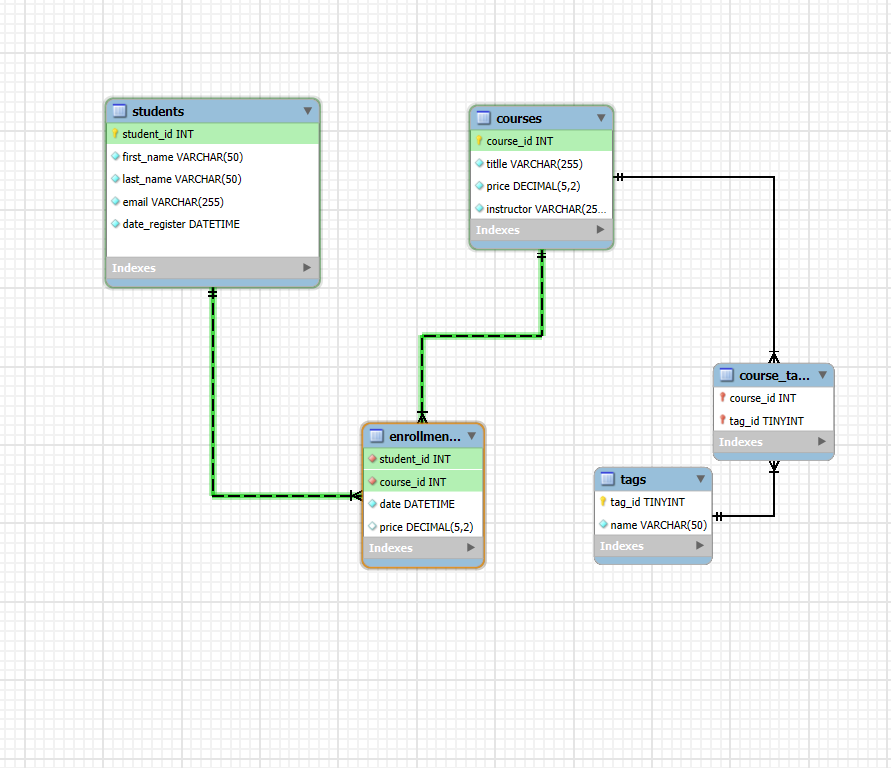 students
student_id INT
first_name VARCHAR(50)
last_name VARCHAR(50)
email VARCHAR(255)
date_register DATETIME
Indexes
courses
course_id INT
titlle VARCHAR(255)
price DECIMAL(5,2)
instructor VARCHAR(25...
Indexes
enrollmen...
student_id INT
course_id INT
date DATETIME
price DECIMAL(5,2)
Indexes
course_ta...
course_id INT
tag_id TINYINT
Indexes
tags
tag_id TINYINT
name VARCHAR(50)
Indexes